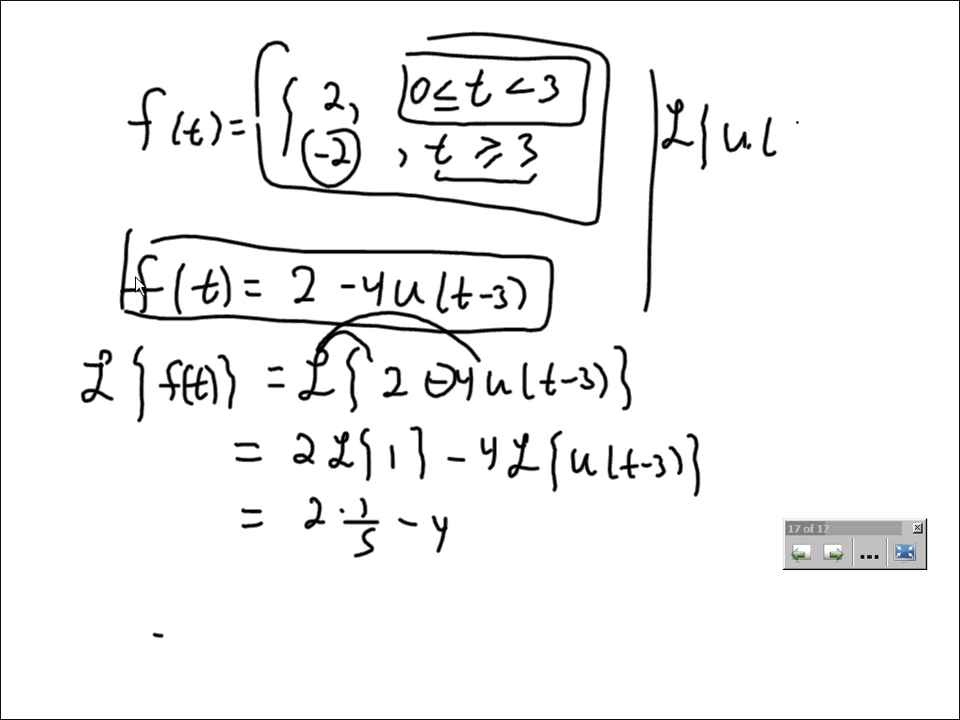 f(t) = { 2, 0 ≤ t < 3
-2, t ≥ 3
ℒ{u(
f(t) = 2 - 4u(t-3)
ℒ{f(t)} = ℒ{2 - 4u(t-3)}
= 2ℒ{1} - 4ℒ{u(t-3)}
= 2 · 1/s - 4
17 of 17
...